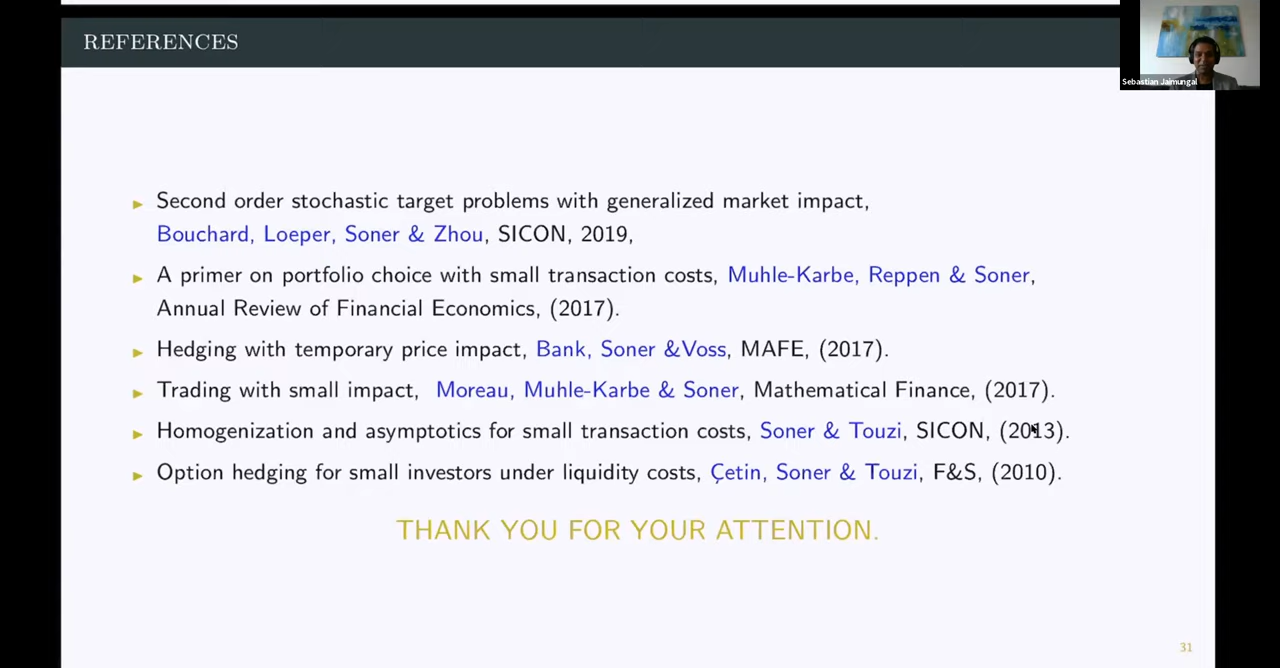 REFERENCES
Sebastian Jaimungal
▶ Second order stochastic target problems with generalized market impact,
Bouchard, Loeper, Soner & Zhou, SICON, 2019,
▶ A primer on portfolio choice with small transaction costs, Muhle-Karbe, Reppen & Soner,
Annual Review of Financial Economics, (2017).
▶ Hedging with temporary price impact, Bank, Soner &Voss, MAFE, (2017).
▶ Trading with small impact, Moreau, Muhle-Karbe & Soner, Mathematical Finance, (2017).
▶ Homogenization and asymptotics for small transaction costs, Soner & Touzi, SICON, (2013).
▶ Option hedging for small investors under liquidity costs, Çetin, Soner & Touzi, F&S, (2010).
THANK YOU FOR YOUR ATTENTION.
31